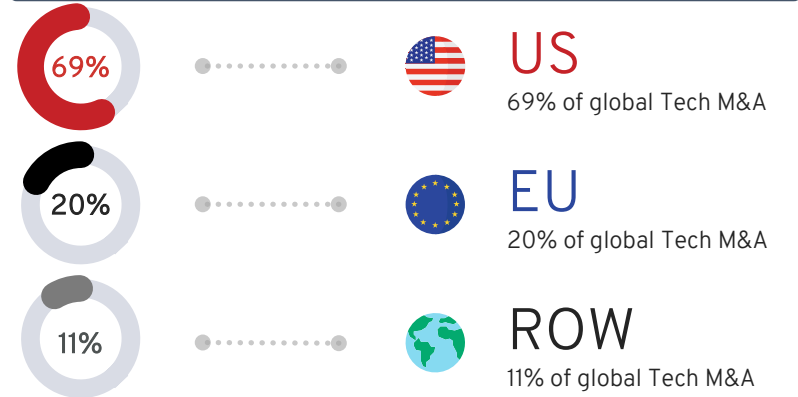 69%
US
69% of global Tech M&A
20%
EU
20% of global Tech M&A
11%
ROW
11% of global Tech M&A